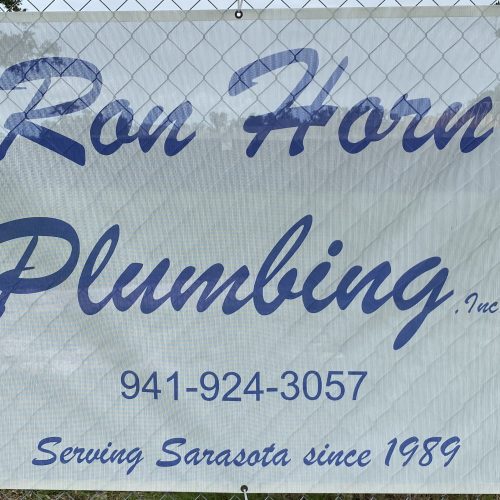 Ron Horn
Plumbing, Inc
941-924-3057
Serving Sarasota since 1989